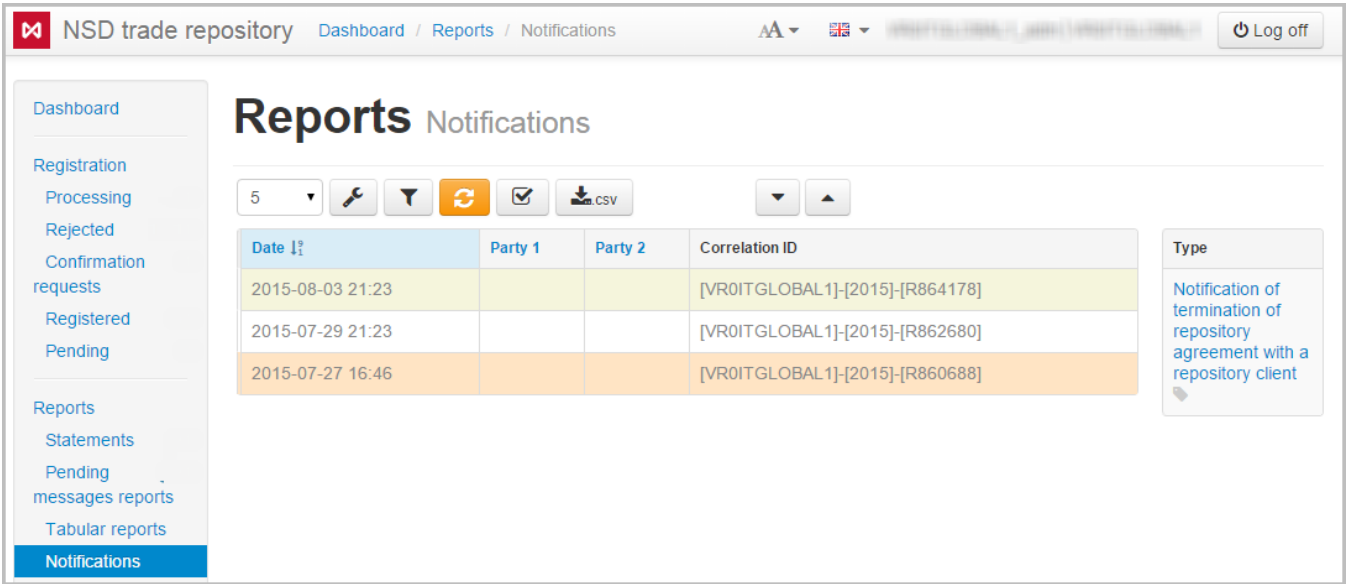 NSD trade repository Dashboard / Reports / Notifications AA Log off
Dashboard
Registration
Processing
Rejected
Confirmation
requests
Registered
Pending
Reports
Statements
Pending
messages reports
Tabular reports
Notifications
Reports Notifications
5 .csv
Date Party 1 Party 2 Correlation ID
2015-08-03 21:23 [VR0ITGLOBAL1]-[2015]-[R864178]
2015-07-29 21:23 [VR0ITGLOBAL1]-[2015]-[R862680]
2015-07-27 16:46 [VR0ITGLOBAL1]-[2015]-[R860688]
Type
Notification of
termination of
repository
agreement with a
repository client